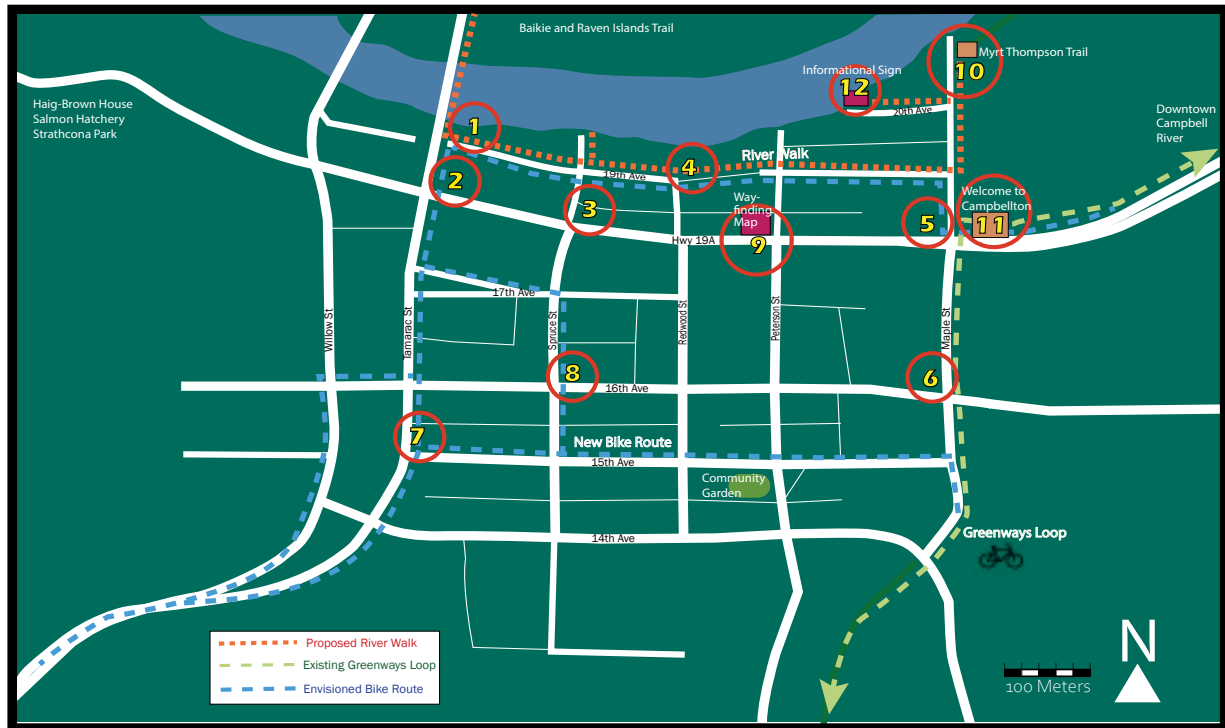 Baikie and Raven Islands Trail
Myrt Thompson Trail
10
Informational Sign
12
20th Ave
Haig-Brown House
Salmon Hatchery
Strathcona Park
Downtown
Campbell
River
1
River Walk
4
19th Ave
2
3
Way-
finding
Map
9
5
Welcome to
Campbellton
11
Hwy 19A
17th Ave
Willow St
Tamarac St
Spruce St
Redwood St
Peterson St
Maple St
8
6
16th Ave
7
New Bike Route
15th Ave
Community
Garden
14th Ave
Greenways Loop
Proposed River Walk
Existing Greenways Loop
Envisioned Bike Route
N
100 Meters